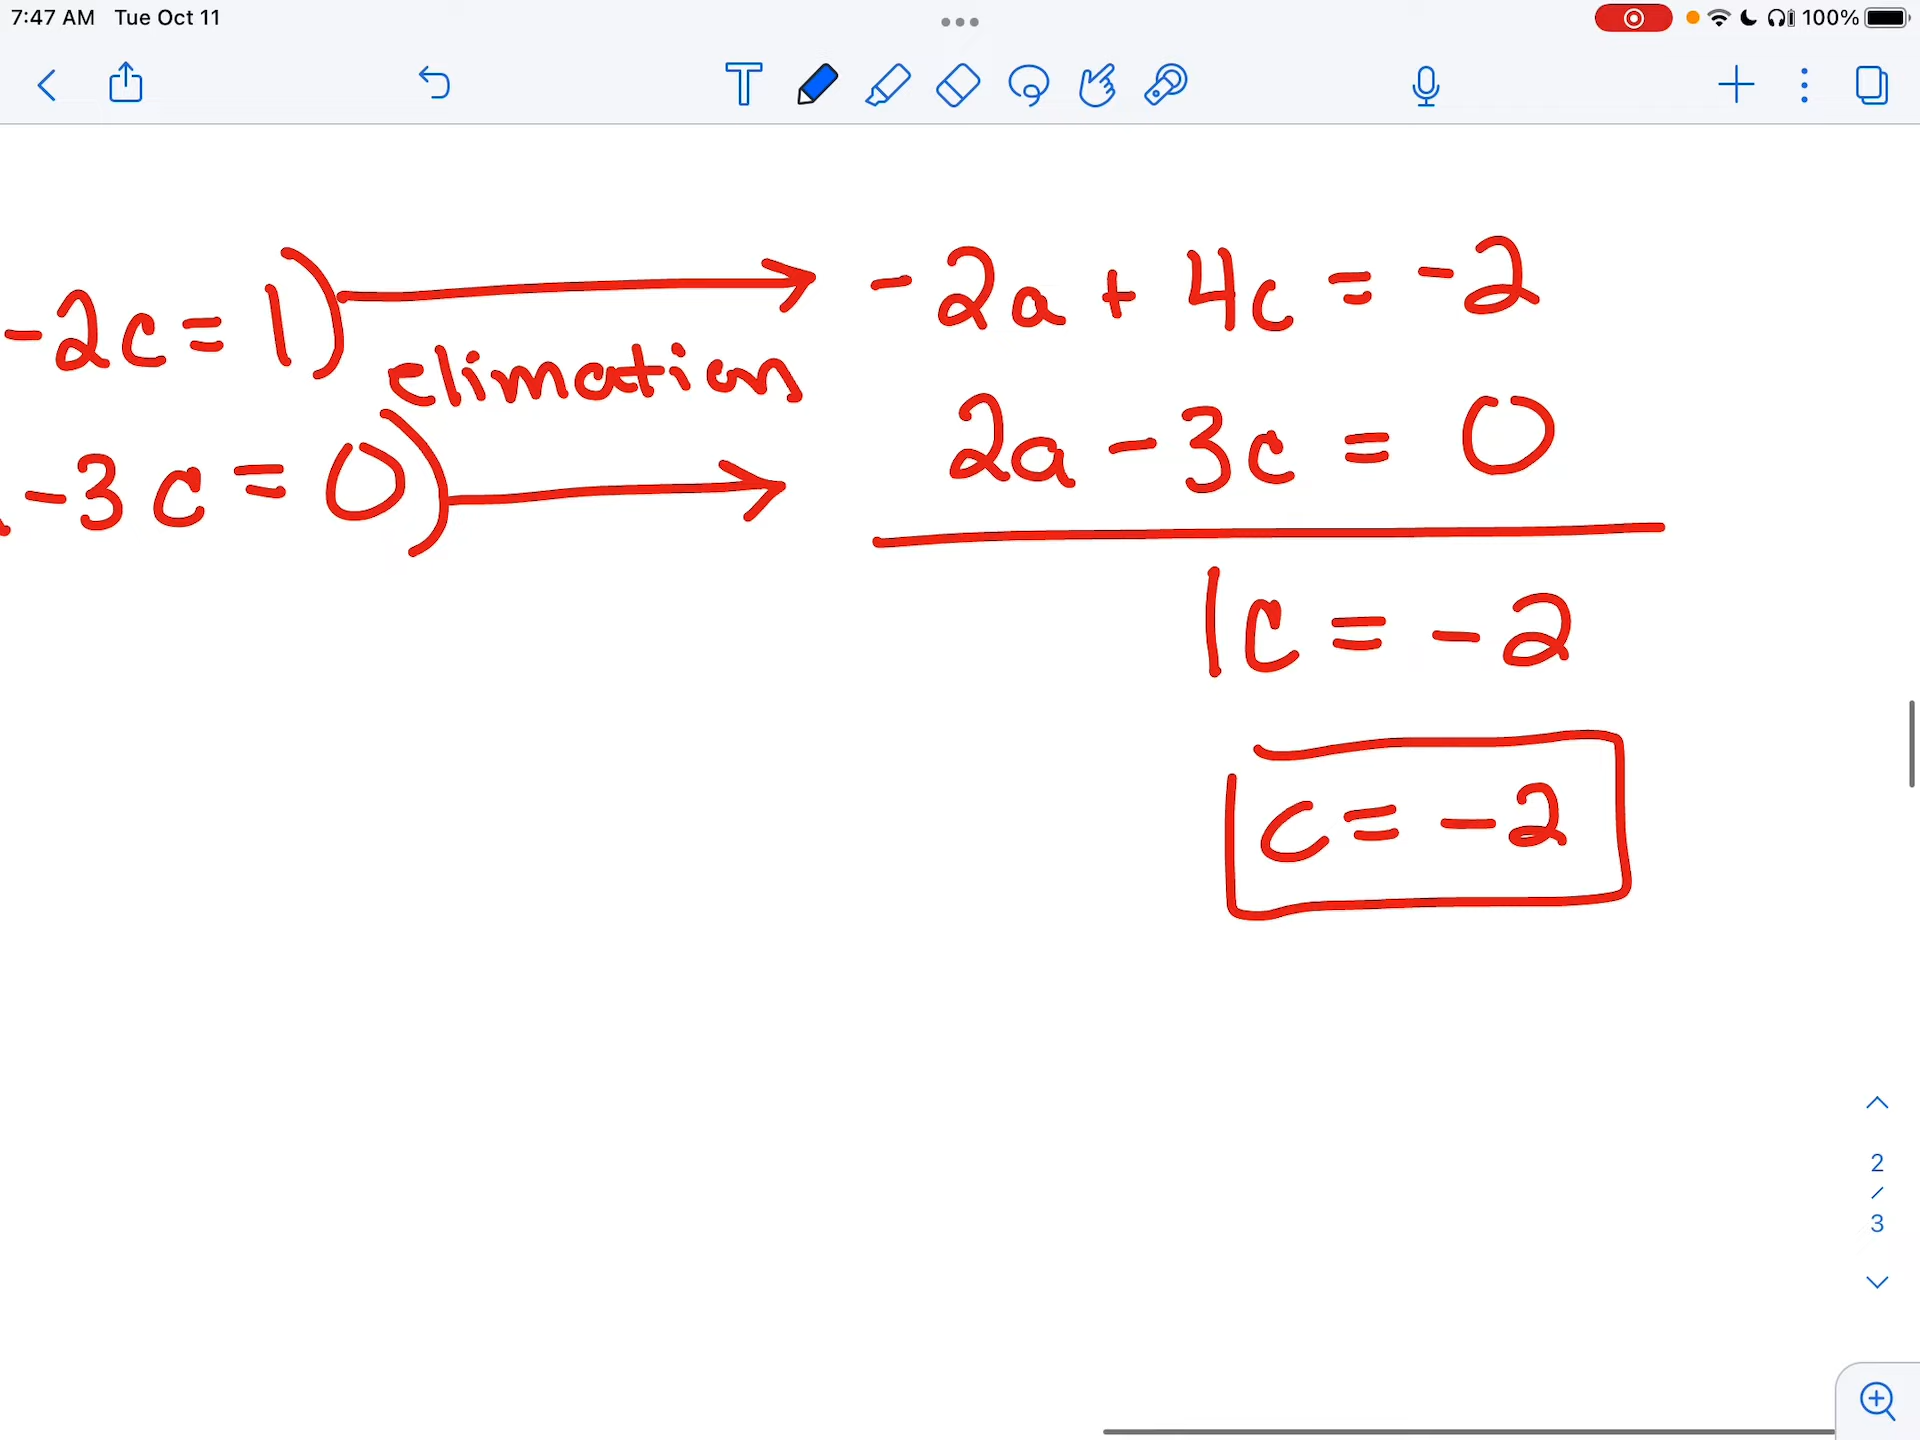 7:47 AM Tue Oct 11
100%
T
-2c = 1) -2a + 4c = -2
elimation
-3c = 0) 2a - 3c = 0
1c = -2
c = -2
2
/
3